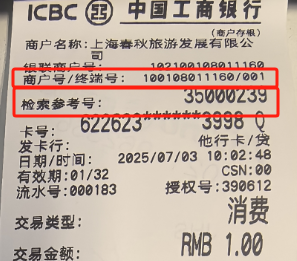 ICBC 中国工商银行
(商户存银)
商户名称:上海春秋旅游发展有限公
司
银联商户号: 102100108011160
商户号/终端号: 100108011160/001
检索参考号: 35000239
卡号:
622623******3998 Q
发卡行: 他行卡/贷
日期/时间: 2025/07/03 10:02:48
有效期:01/32 CSN:00
流水号:000183 授权号:390612
交易类型: 消费
交易金额: RMB 1.00